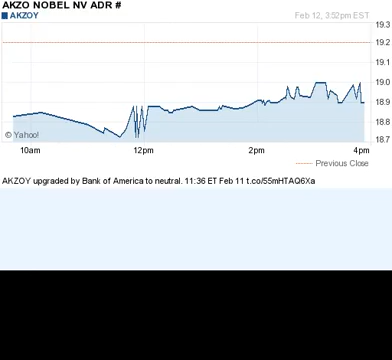 AKZO NOBEL NV ADR #
AKZOY
Feb 12, 3:52pm EST
19.3
19.2
19.1
19.0
18.9
18.8
18.7
© Yahoo!
10am 12pm 2pm 4pm
Previous Close
AKZOY upgraded by Bank of America to neutral. 11:36 ET Feb 11 t.co/55mHTAQ6Xa